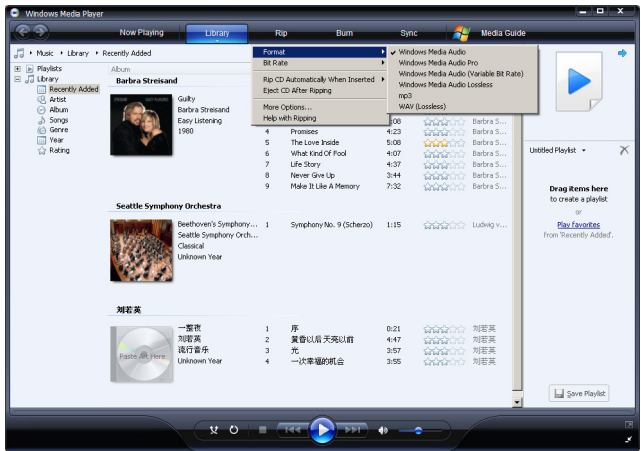 Windows Media Player
Now Playing Library Rip Burn Sync Media Guide
Music Library Recently Added
Format
Bit Rate
Rip CD Automatically When Inserted
Eject CD After Ripping
More Options...
Help with Ripping
Windows Media Audio
Windows Media Audio Pro
Windows Media Audio (Variable Bit Rate)
Windows Media Audio Lossless
mp3
WAV (Lossless)
Playlists
Library
Recently Added
Artist
Album
Songs
Genre
Year
Rating
Album
Barbra Streisand
Guilty
Barbra Streisand
Easy Listening
1980
:08 Barbra S...
4 Promises 4:23 Barbra S...
5 The Love Inside 5:08 Barbra S...
6 What Kind Of Fool 4:07 Barbra S...
7 Life Story 4:37 Barbra S...
8 Never Give Up 3:44 Barbra S...
9 Make It Like A Memory 7:32 Barbra S...
Seattle Symphony Orchestra
Beethoven's Symphony... 1 Symphony No. 9 (Scherzo) 1:15 Ludwig v...
Seattle Symphony Orch...
Classical
Unknown Year
刘若英
Paste Art Here
一整夜 1 序 0:21 刘若英
刘若英 2 黄昏以后天亮以前 4:47 刘若英
流行音乐 3 光 3:57 刘若英
Unknown Year 4 一次幸福的机会 3:55 刘若英
Untitled Playlist
Drag items here
to create a playlist
or
Play favorites
from 'Recently Added'.
Save Playlist